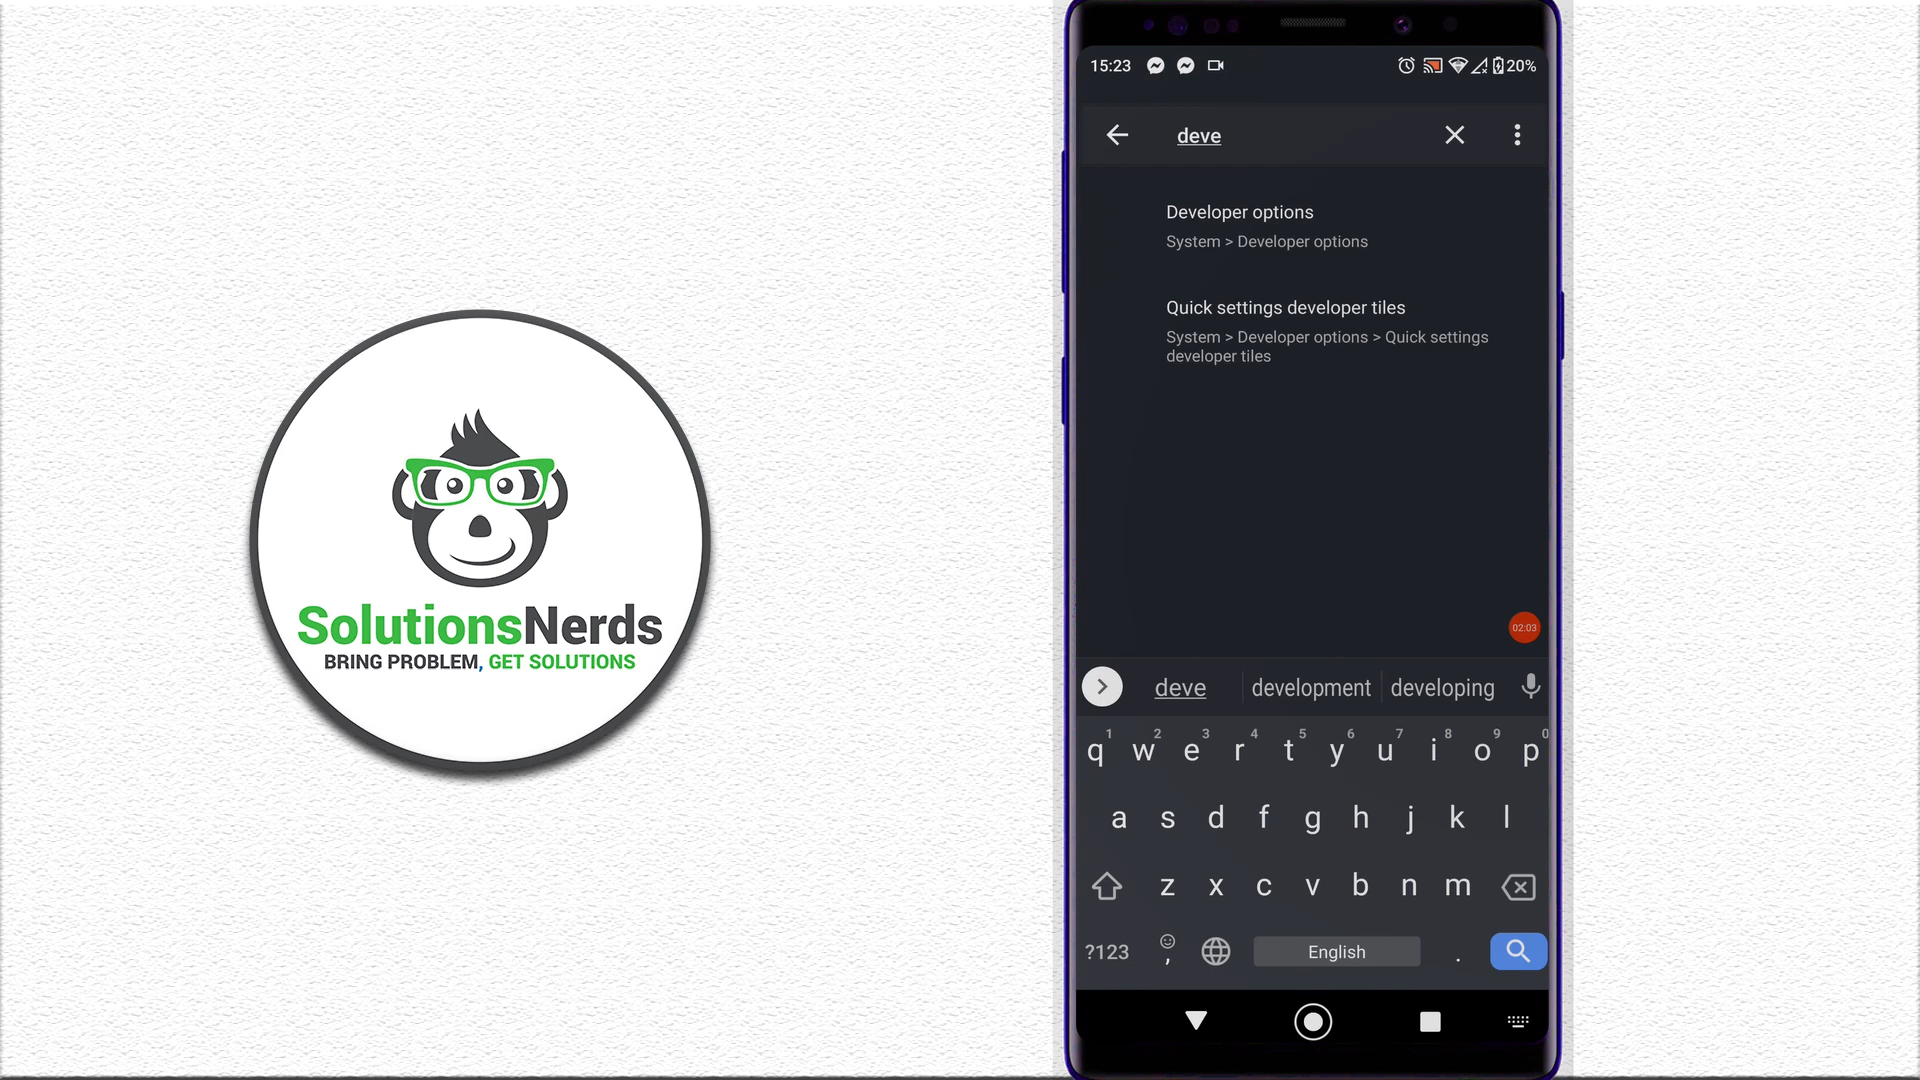 SolutionsNerds
BRING PROBLEM, GET SOLUTIONS
15:23
20%
deve
Developer options
System > Developer options
Quick settings developer tiles
System > Developer options > Quick settings
developer tiles
02:03
deve development developing
1 2 3 4 5 6 7 8 9 0
q w e r t y u i o p
a s d f g h j k l
z x c v b n m
?123 , English .